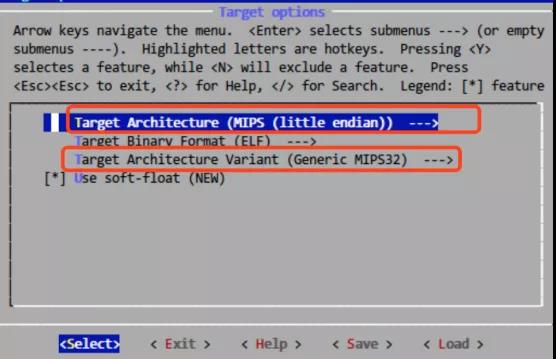 Target options
Arrow keys navigate the menu.  <Enter> selects submenus ---> (or empty
submenus ----).  Highlighted letters are hotkeys.  Pressing <Y>
selectes a feature, while <N> will exclude a feature.  Press
<Esc><Esc> to exit, <?> for Help, </> for Search.  Legend: [*] feature
Target Architecture (MIPS (little endian))  --->
Target Binary Format (ELF)  --->
Target Architecture Variant (Generic MIPS32)  --->
[*] Use soft-float (NEW)
<Select>    < Exit >    < Help >    < Save >    < Load >